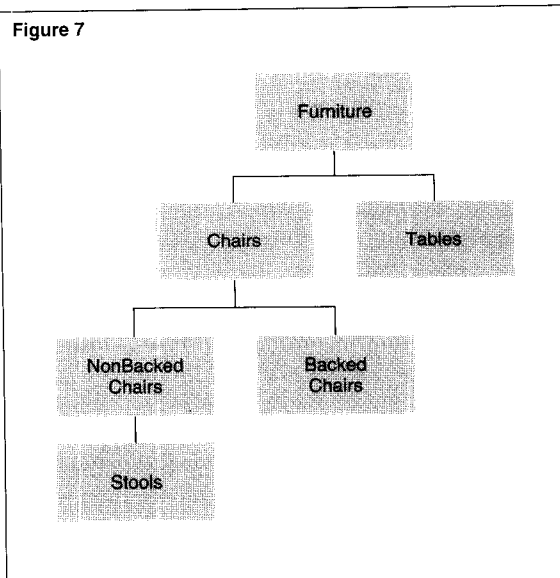 Figure 7
Furniture
Chairs
Tables
NonBacked
Chairs
Backed
Chairs
Stools